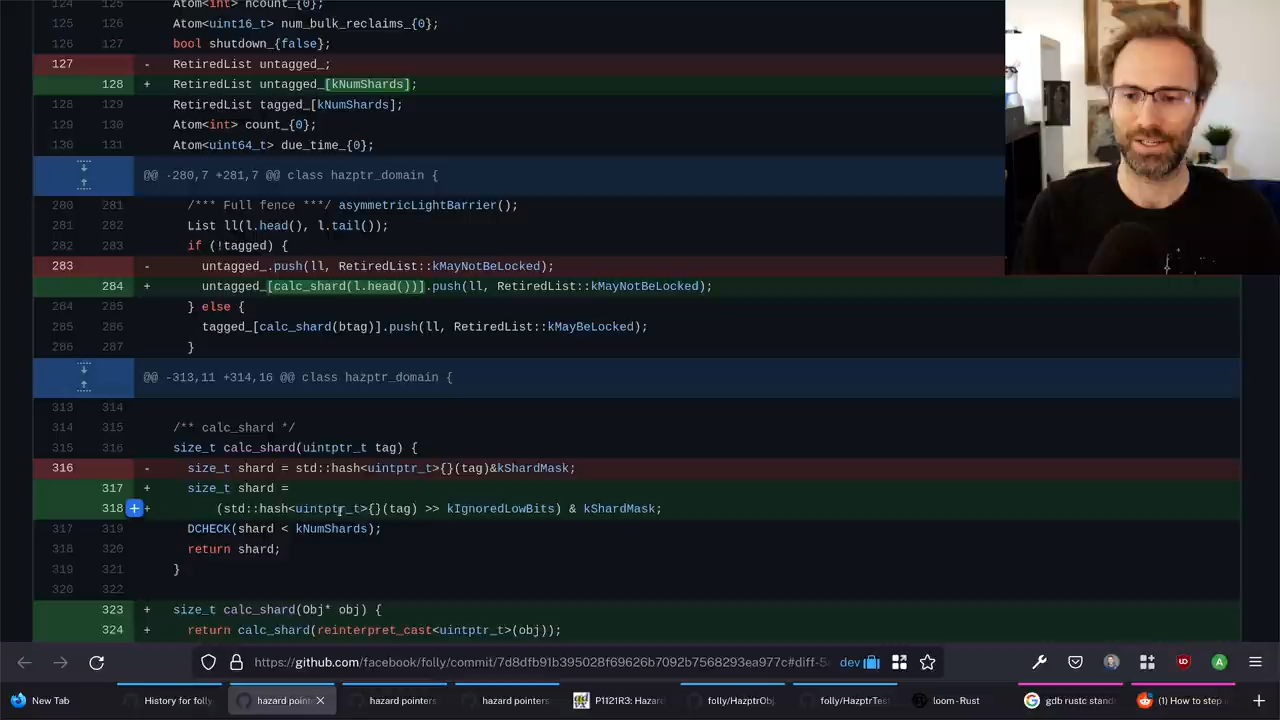 124 125 Atom<int> hcount_{0};
125 126 Atom<uint16_t> num_bulk_reclaims_{0};
126 127 bool shutdown_{false};
127 - RetiredList untagged_;
128 + RetiredList untagged_[kNumShards];
128 129 RetiredList tagged_[kNumShards];
129 130 Atom<int> count_{0};
130 131 Atom<uint64_t> due_time_{0};
@@ -280,7 +281,7 @@ class hazptr_domain {
280 281 /*** Full fence ***/ asymmetricLightBarrier();
281 282 List ll(l.head(), l.tail());
282 283 if (!tagged) {
283 - untagged_.push(ll, RetiredList::kMayNotBeLocked);
284 + untagged_[calc_shard(l.head())].push(ll, RetiredList::kMayNotBeLocked);
284 285 } else {
285 286 tagged_[calc_shard(btag)].push(ll, RetiredList::kMayBeLocked);
286 287 }
@@ -313,11 +314,16 @@ class hazptr_domain {
313 314
314 315 /** calc_shard */
315 316 size_t calc_shard(uintptr_t tag) {
316 - size_t shard = std::hash<uintptr_t>{}(tag)&kShardMask;
317 + size_t shard =
318 + (std::hash<uintptr_t>{}(tag) >> kIgnoredLowBits) & kShardMask;
317 319 DCHECK(shard < kNumShards);
318 320 return shard;
319 321 }
320 322
323 + size_t calc_shard(Obj* obj) {
324 + return calc_shard(reinterpret_cast<uintptr_t>(obj));
https://github.com/facebook/folly/commit/7d8dfb91b395028f69626b7092b7568293ea977c#diff-5 dev
New Tab History for folly hazard point hazard pointers hazard pointers P1121R3: Hazard folly/HazptrObj folly/HazptrTest loom - Rust gdb rustc stand (1) How to step i